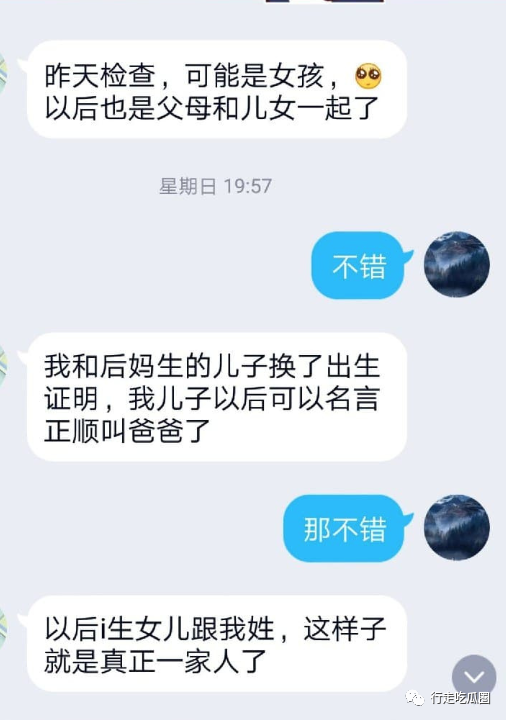 昨天检查，可能是女孩，🥺
以后也是父母和儿女一起了
星期日 19:57
不错
我和后妈生的儿子换了出生
证明，我儿子以后可以名言
正顺叫爸爸了
那不错
以后i生女儿跟我姓，这样子
就是真正一家人了
行走吃瓜圈